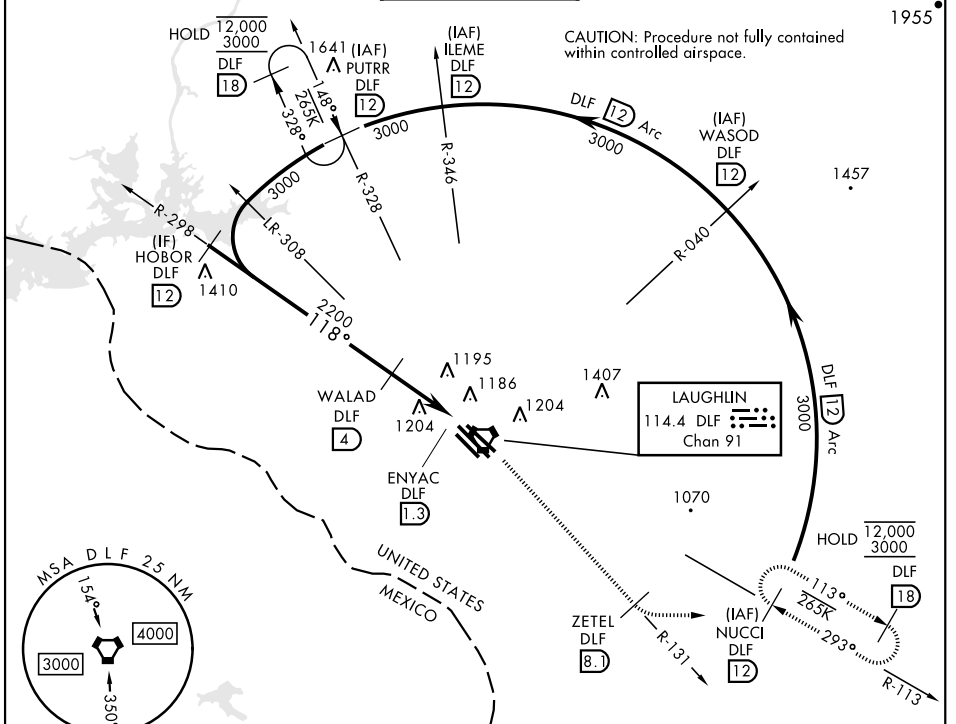 1955
CAUTION: Procedure not fully contained
within controlled airspace.
HOLD 12,000
3000
DLF
18
1641
(IAF)
PUTRR
DLF
12
(IAF)
ILEME
DLF
12
148°
265K
328°
3000
DLF 12 Arc
3000
(IAF)
WASOD
DLF
12
1457
3000
R-346
R-328
R-040
R-298
(IF)
HOBOR
DLF
12
1410
LR-308
2200
118°
WALAD
DLF
4
1195
1186
1204
1204
1407
LAUGHLIN
114.4 DLF
Chan 91
DLF 12 Arc
3000
ENYAC
DLF
1.3
1070
HOLD 12,000
3000
DLF
18
113°
265K
293°
(IAF)
NUCCI
DLF
12
R-113
ZETEL
DLF
8.1
R-131
UNITED STATES
MEXICO
MSA DLF 25 NM
154°
4000
3000
350°